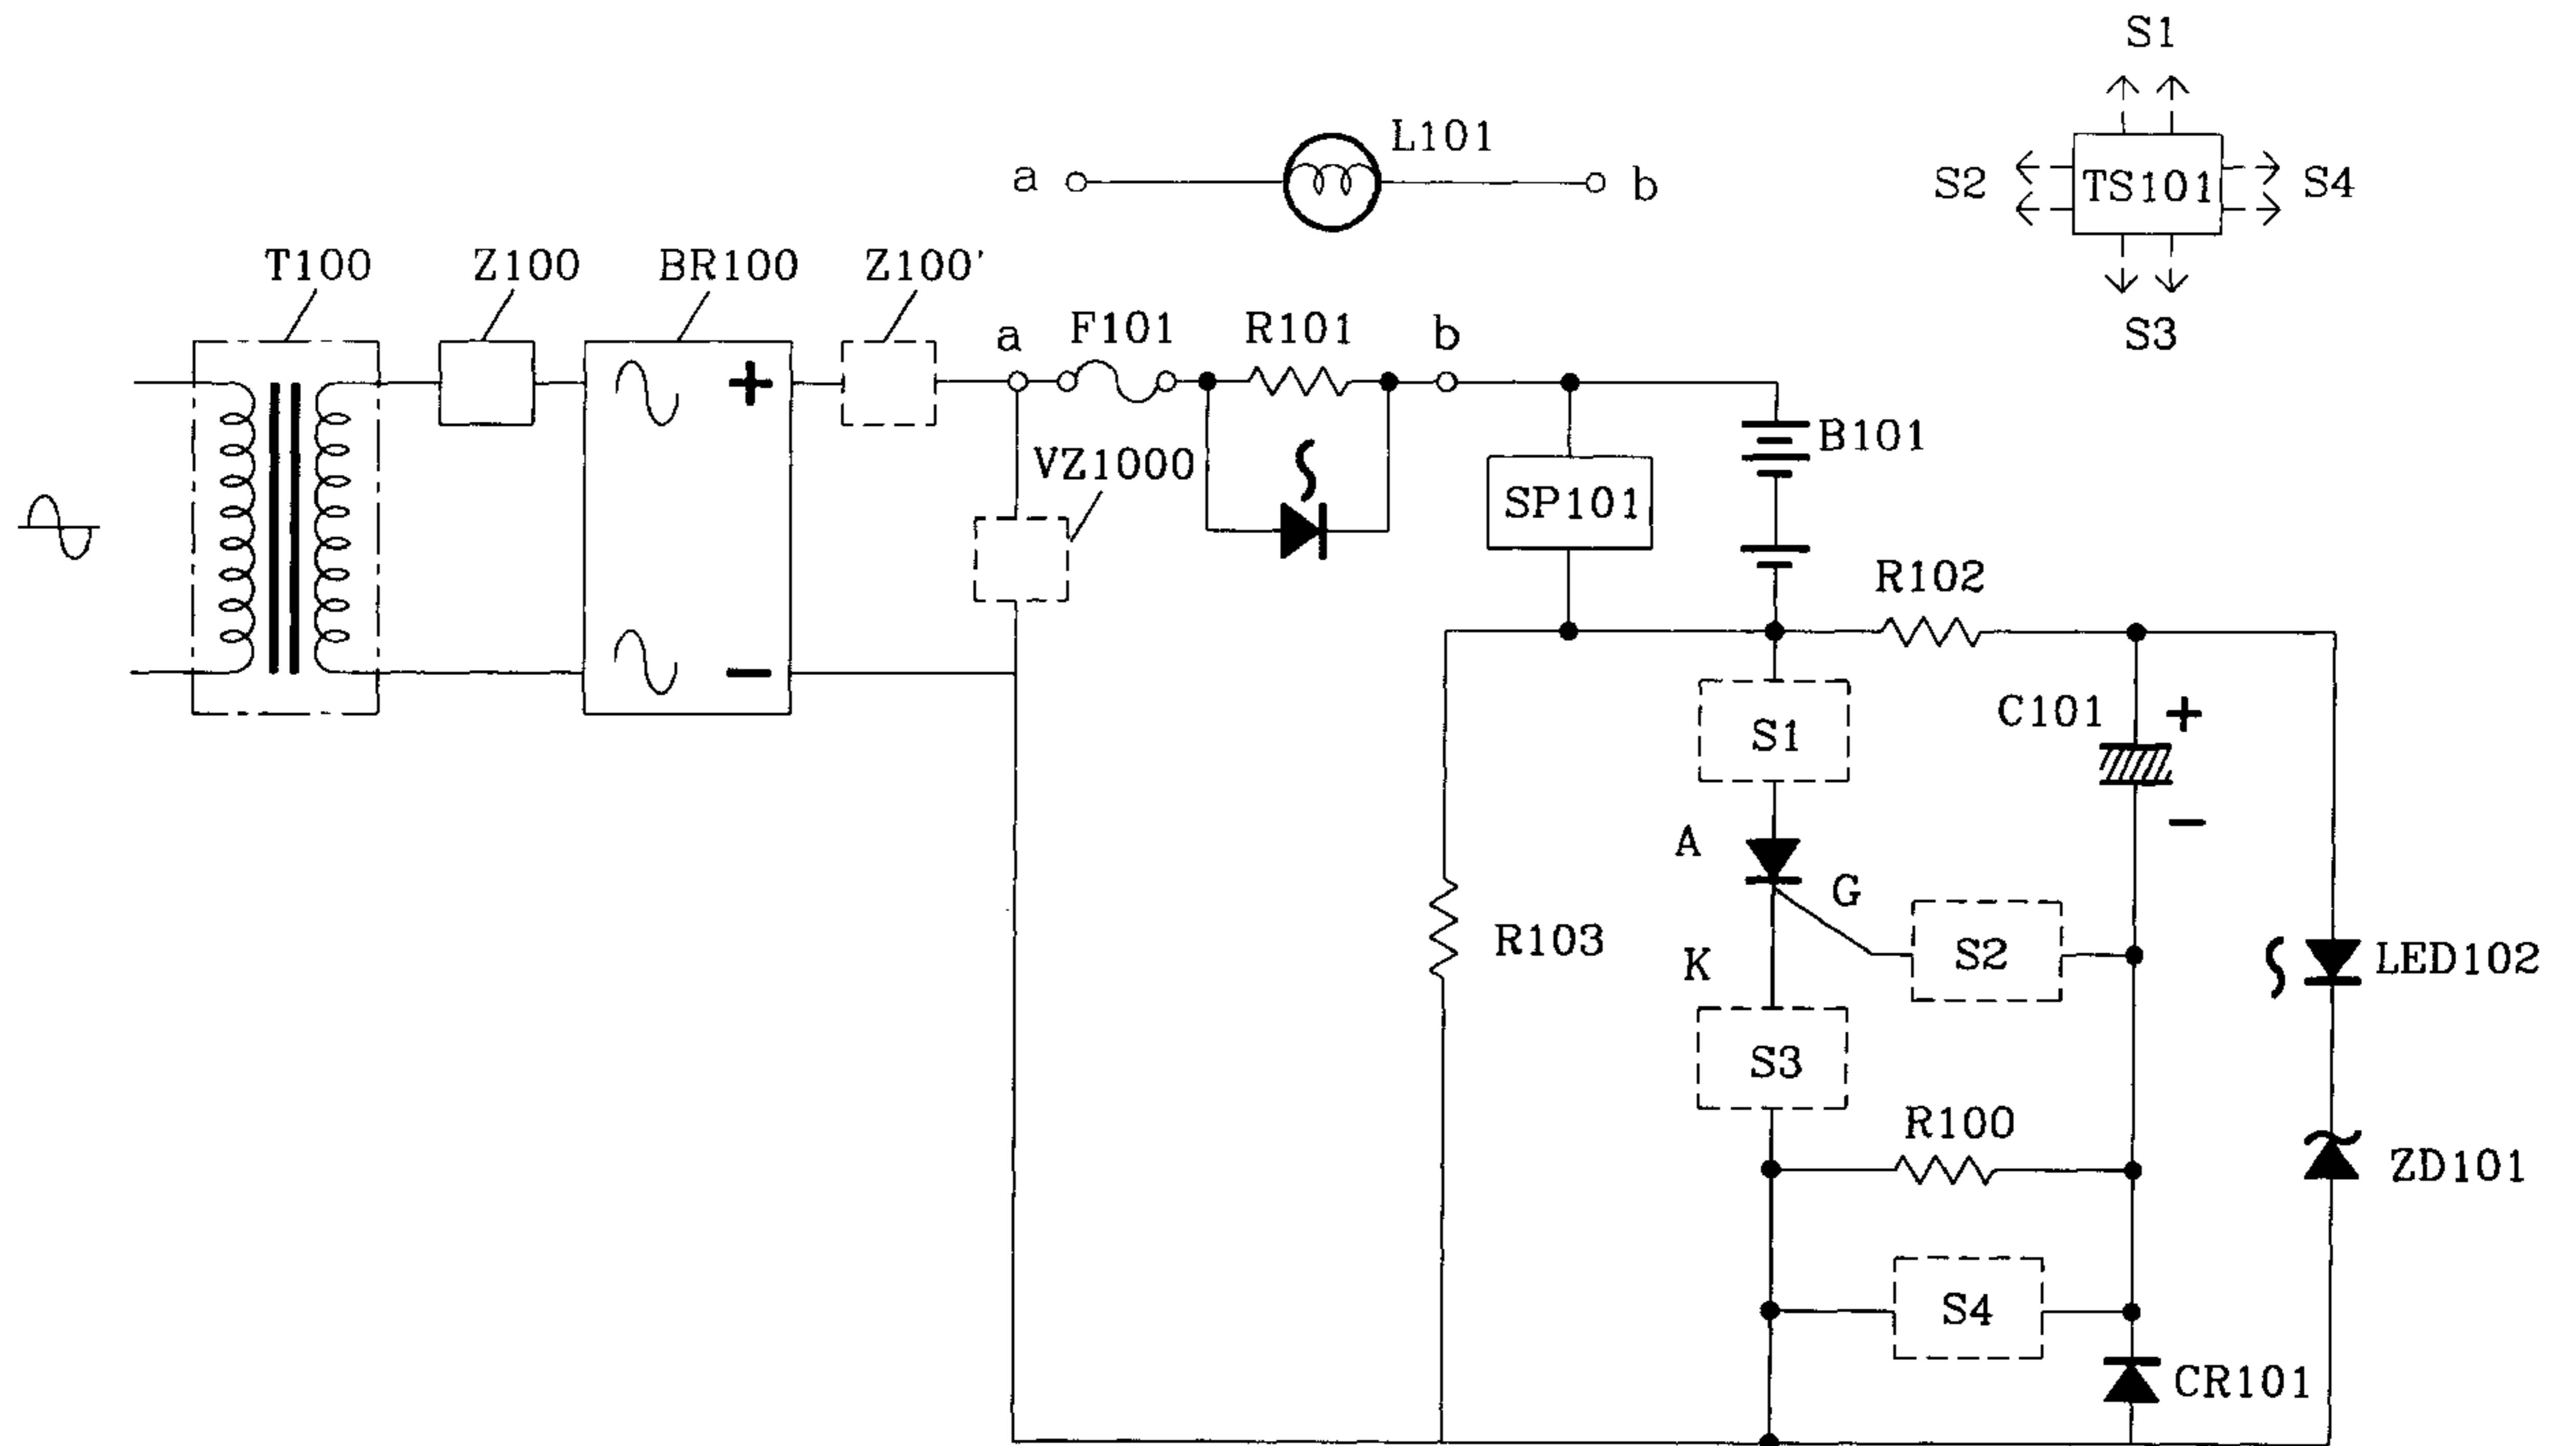 S1
L101
a
b
S2
TS101
S4
T100
Z100
BR100
Z100'
S3
a
F101
R101
b
+
VZ1000
B101
SP101
R102
−
C101
+
S1
−
A
G
R103
K
S2
LED102
S3
R100
ZD101
S4
CR101